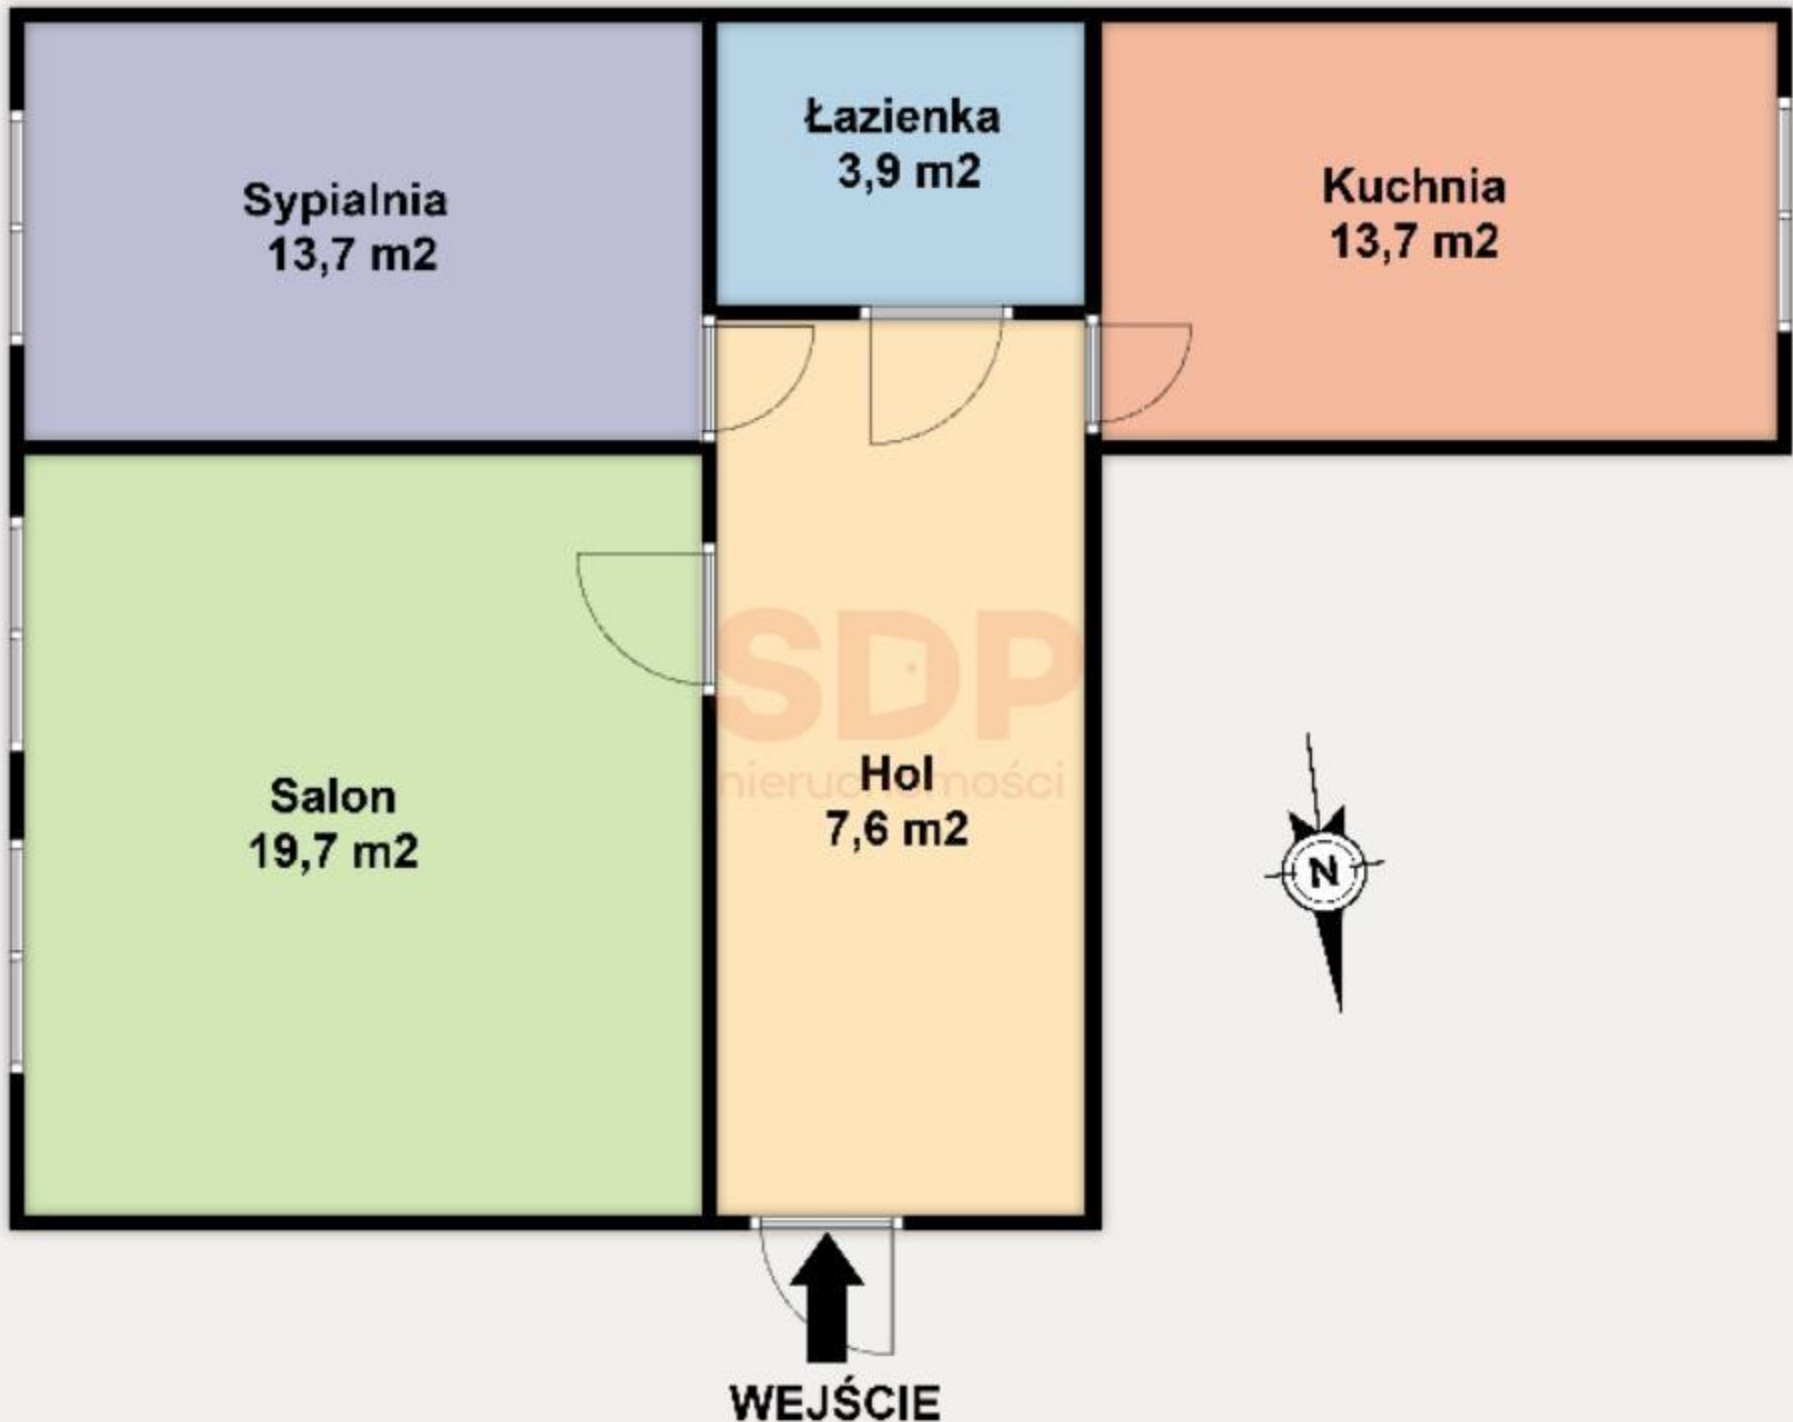 Sypialnia
13,7 m2
Łazienka
3,9 m2
Kuchnia
13,7 m2
Salon
19,7 m2
SDP
nieruchomości
Hol
7,6 m2
N
WEJŚCIE